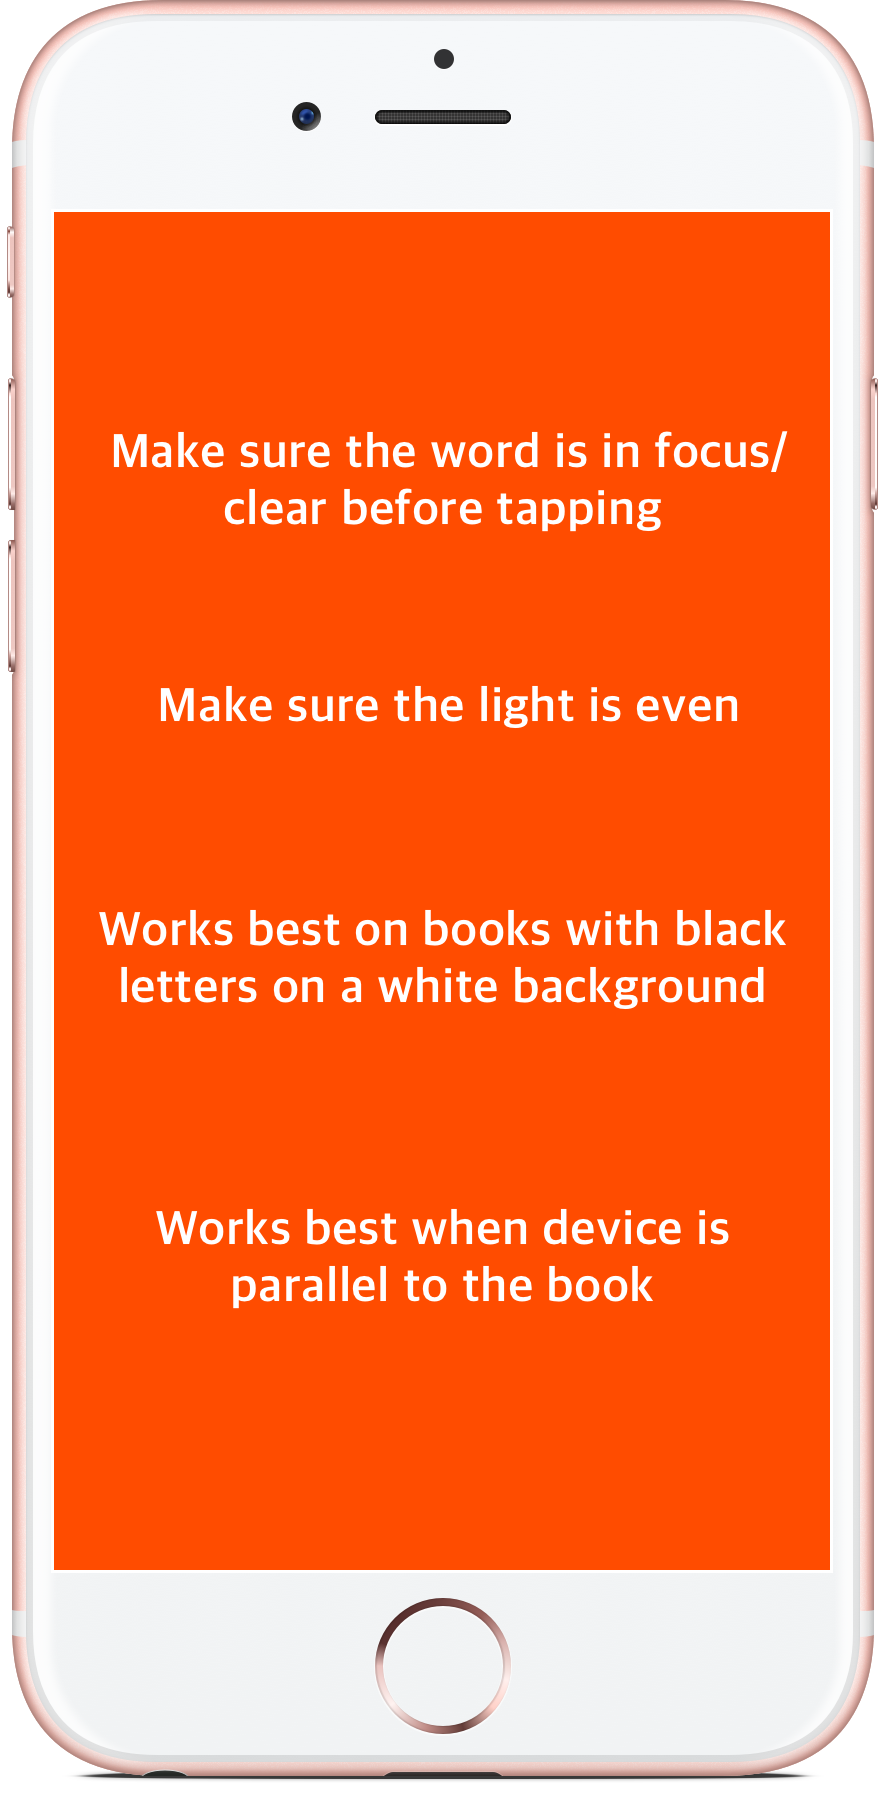 Make sure the word is in focus/
clear before tapping
Make sure the light is even
Works best on books with black
letters on a white background
Works best when device is
parallel to the book